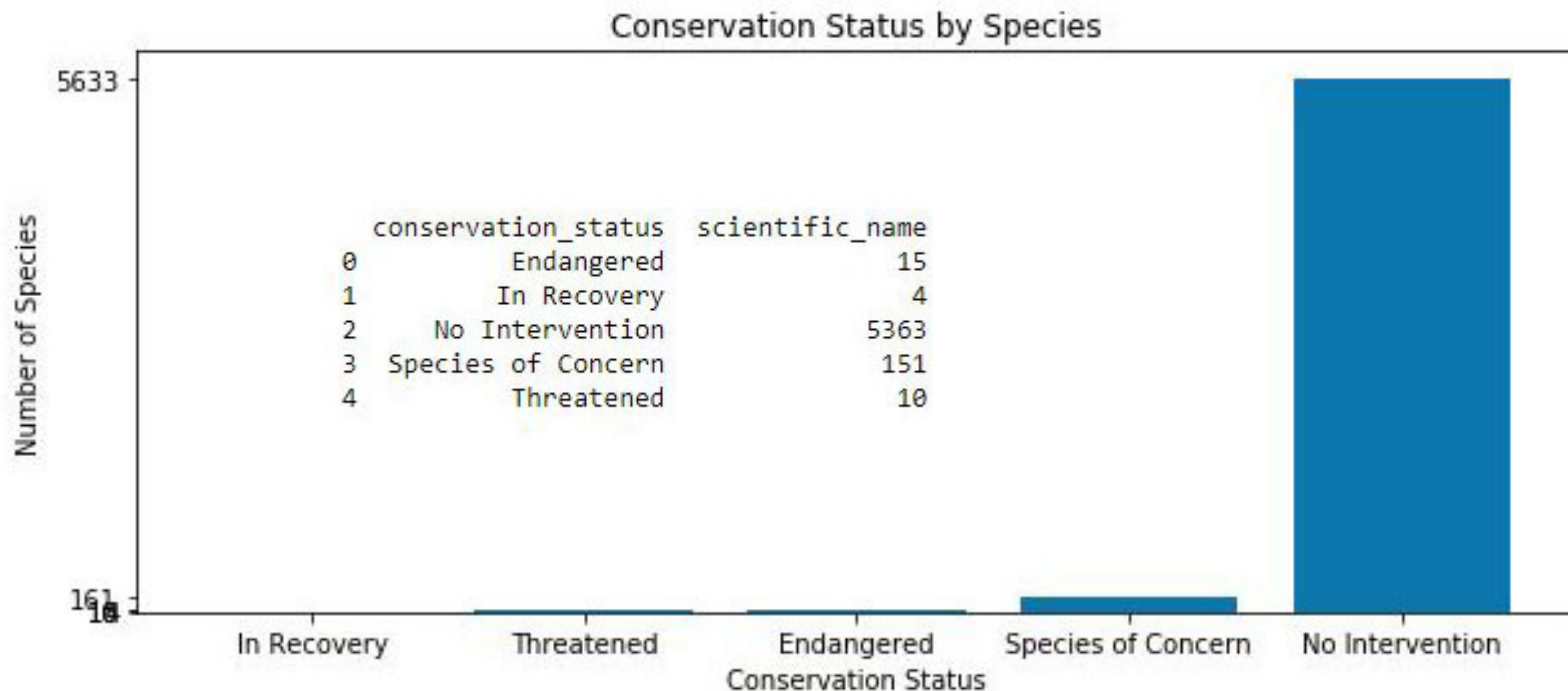 Conservation Status by Species
5633
conservation_status scientific_name
0 Endangered 15
1 In Recovery 4
2 No Intervention 5363
3 Species of Concern 151
4 Threatened 10
Number of Species
161
In Recovery Threatened Endangered Species of Concern No Intervention
Conservation Status